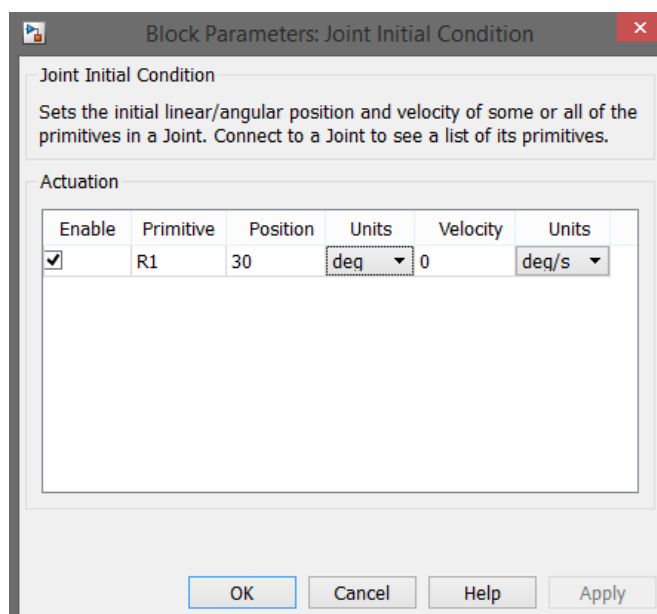 Block Parameters: Joint Initial Condition
Joint Initial Condition
Sets the initial linear/angular position and velocity of some or all of the
primitives in a Joint. Connect to a Joint to see a list of its primitives.
Actuation
Enable Primitive Position Units Velocity Units
R1 30 deg 0 deg/s
OK Cancel Help Apply